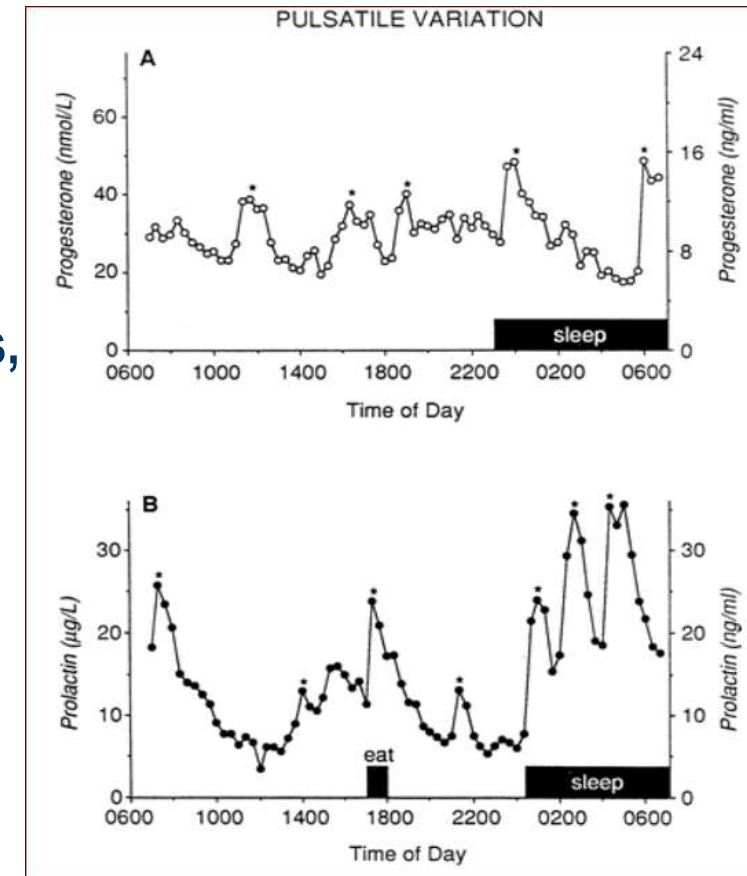 PULSATILE VARIATION
A
Progesterone (nmol/L)
60
40
20
0
Progesterone (ng/ml)
24
16
8
0
*
*
*
*
*
sleep
0600 1000 1400 1800 2200 0200 0600
Time of Day
s,
B
Prolactin (µg/L)
30
20
10
0
Prolactin (ng/ml)
30
20
10
0
*
*
*
*
*
*
*
eat
sleep
0600 1000 1400 1800 2200 0200 0600
Time of Day